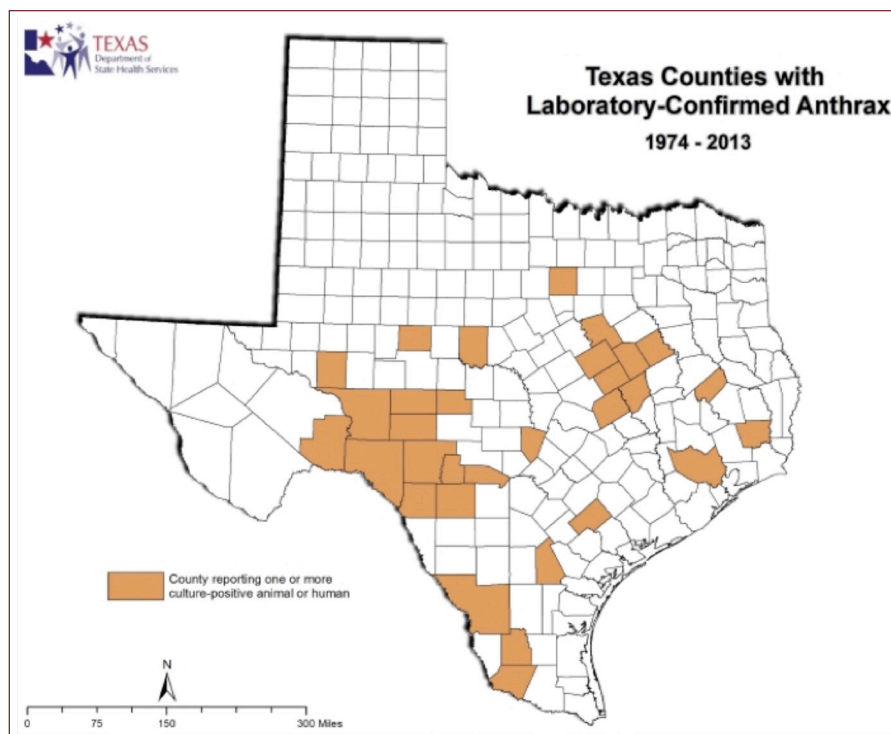 TEXAS
Department of
State Health Services
Texas Counties with
Laboratory-Confirmed Anthrax
1974 - 2013
County reporting one or more
culture-positive animal or human
N
0 75 150 300 Miles